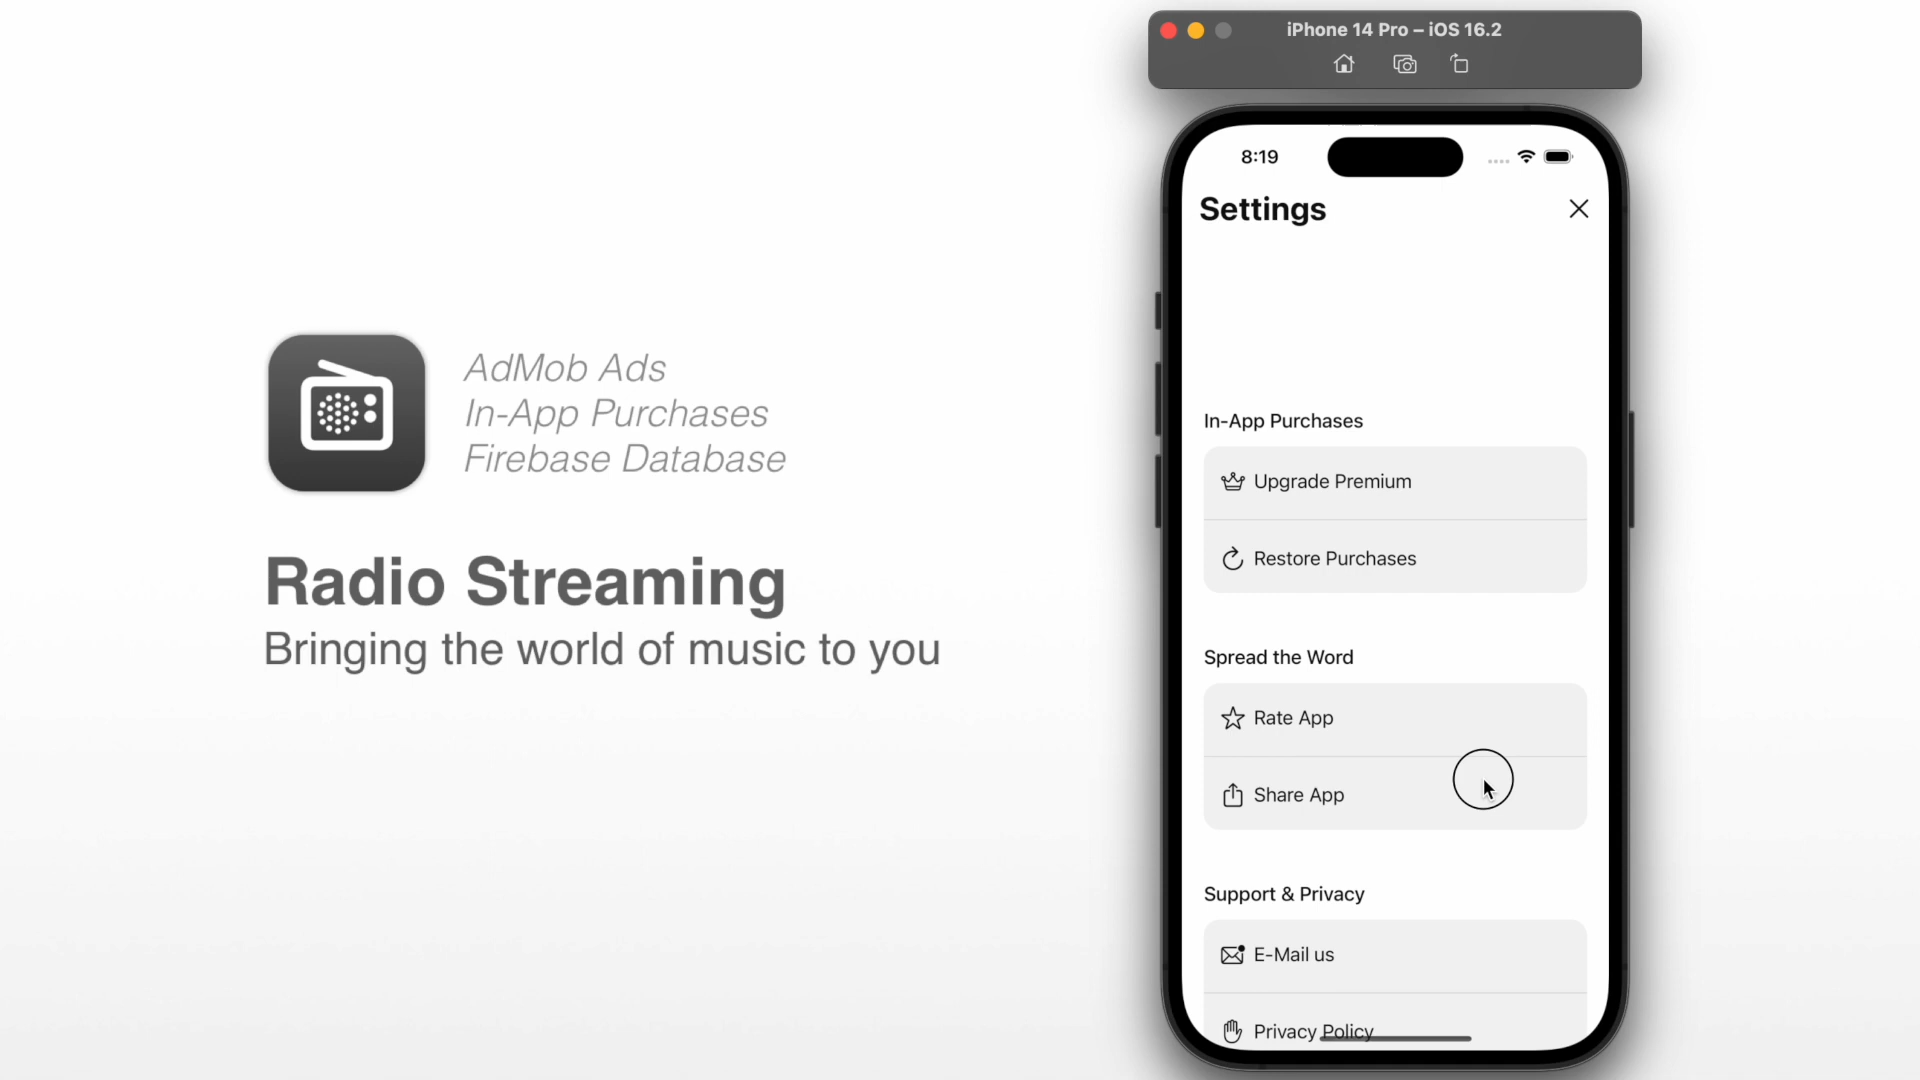 AdMob Ads
In-App Purchases
Firebase Database
Radio Streaming
Bringing the world of music to you
iPhone 14 Pro – iOS 16.2
8:19
Settings
In-App Purchases
Upgrade Premium
Restore Purchases
Spread the Word
Rate App
Share App
Support & Privacy
E-Mail us
Privacy Policy